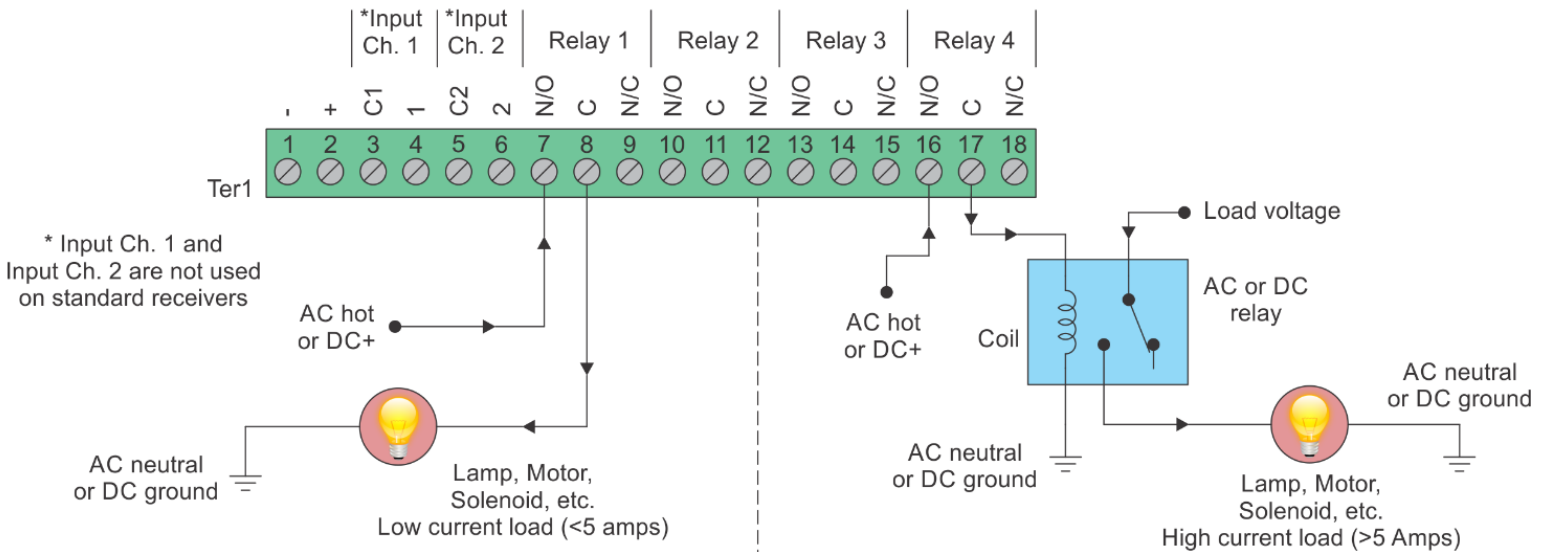 *Input
Ch. 1
*Input
Ch. 2
Relay 1
Relay 2
Relay 3
Relay 4
- + C1 1 C2 2 N/O C N/C N/O C N/C N/O C N/C N/O C N/C
1 2 3 4 5 6 7 8 9 10 11 12 13 14 15 16 17 18
Ter1
* Input Ch. 1 and
Input Ch. 2 are not used
on standard receivers
AC hot
or DC+
AC neutral
or DC ground
Lamp, Motor,
Solenoid, etc.
Low current load (<5 amps)
Load voltage
AC or DC
relay
AC hot
or DC+
Coil
AC neutral
or DC ground
AC neutral
or DC ground
Lamp, Motor,
Solenoid, etc.
High current load (>5 Amps)